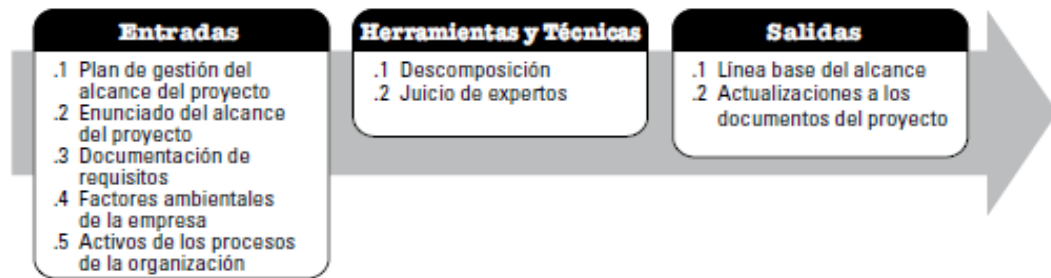 Entradas
.1 Plan de gestión del
alcance del proyecto
.2 Enunciado del alcance
del proyecto
.3 Documentación de
requisitos
.4 Factores ambientales
de la empresa
.5 Activos de los procesos
de la organización
Herramientas y Técnicas
.1 Descomposición
.2 Juicio de expertos
Salidas
.1 Línea base del alcance
.2 Actualizaciones a los
documentos del proyecto